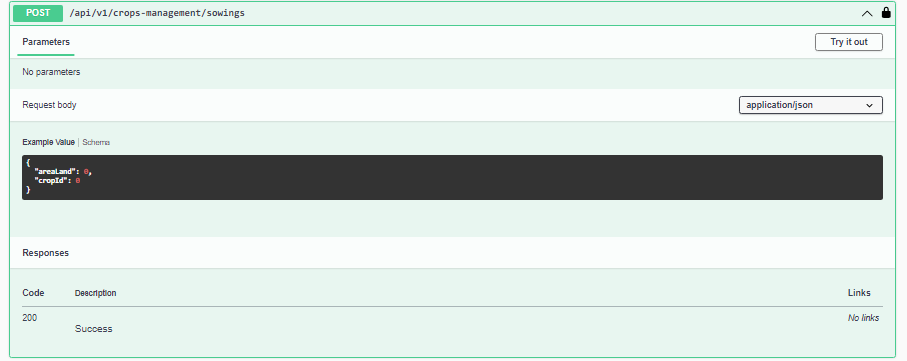 POST /api/v1/crops-management/sowings
Parameters
Try it out
No parameters
Request body
application/json
Example Value | Schema
{
"areaLand": 0,
"cropId": 0
}
Responses
Code Description Links
200 Success No links